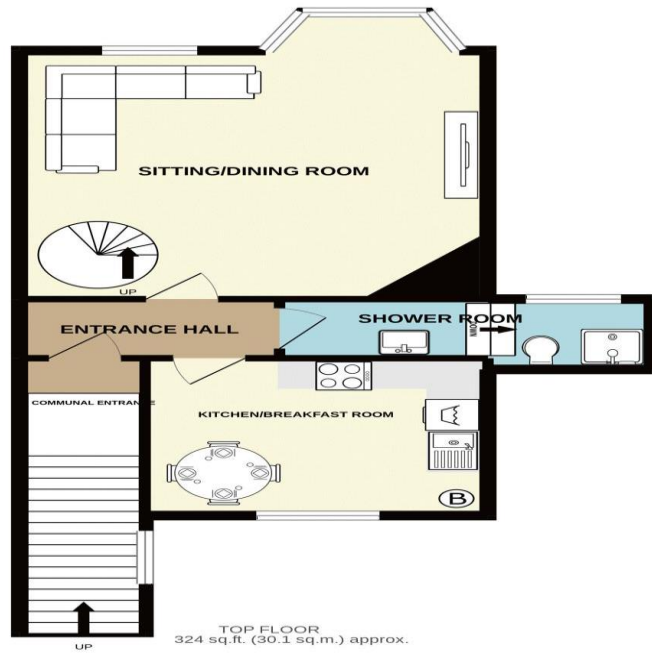 SITTING/DINING ROOM
UP
SHOWER ROOM
DOWN
ENTRANCE HALL
COMMUNAL ENTRANCE
KITCHEN/BREAKFAST ROOM
B
TOP FLOOR
324 sq.ft. (30.1 sq.m.) approx.
UP